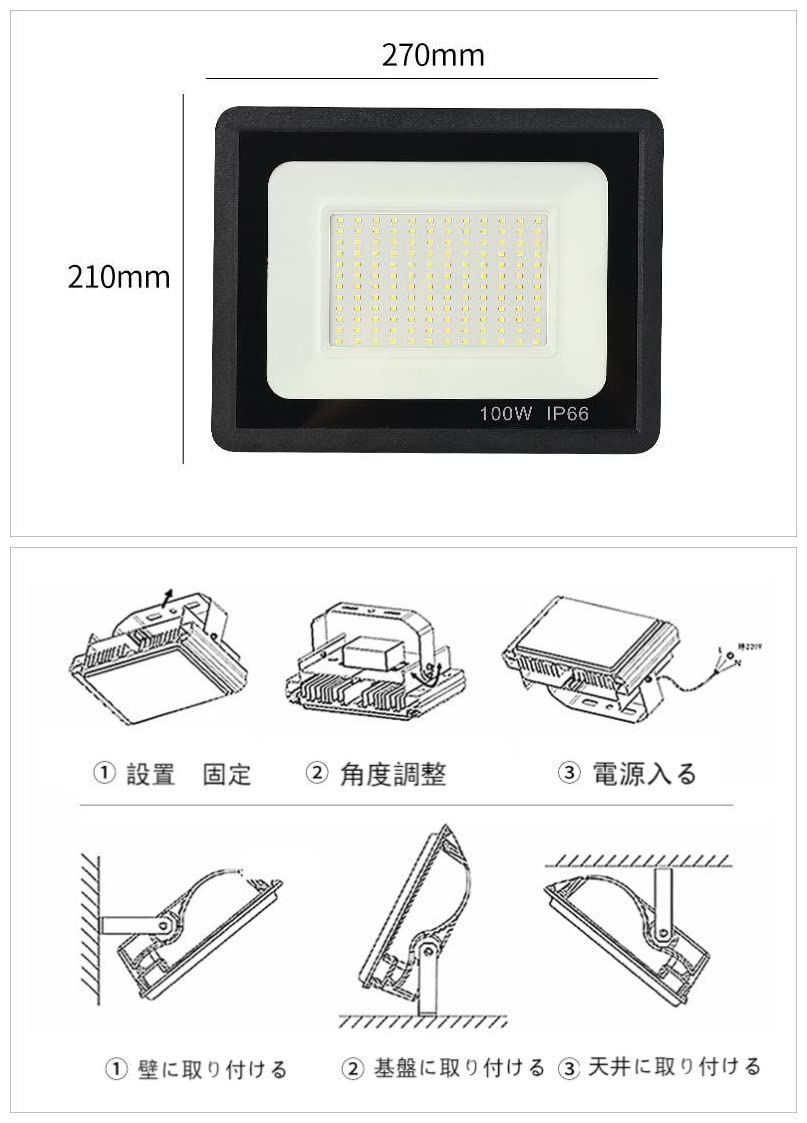 270mm
210mm
100W IP66
L
N
220V
① 設置 固定
② 角度調整
③ 電源入る
① 壁に取り付ける
② 基盤に取り付ける
③ 天井に取り付ける